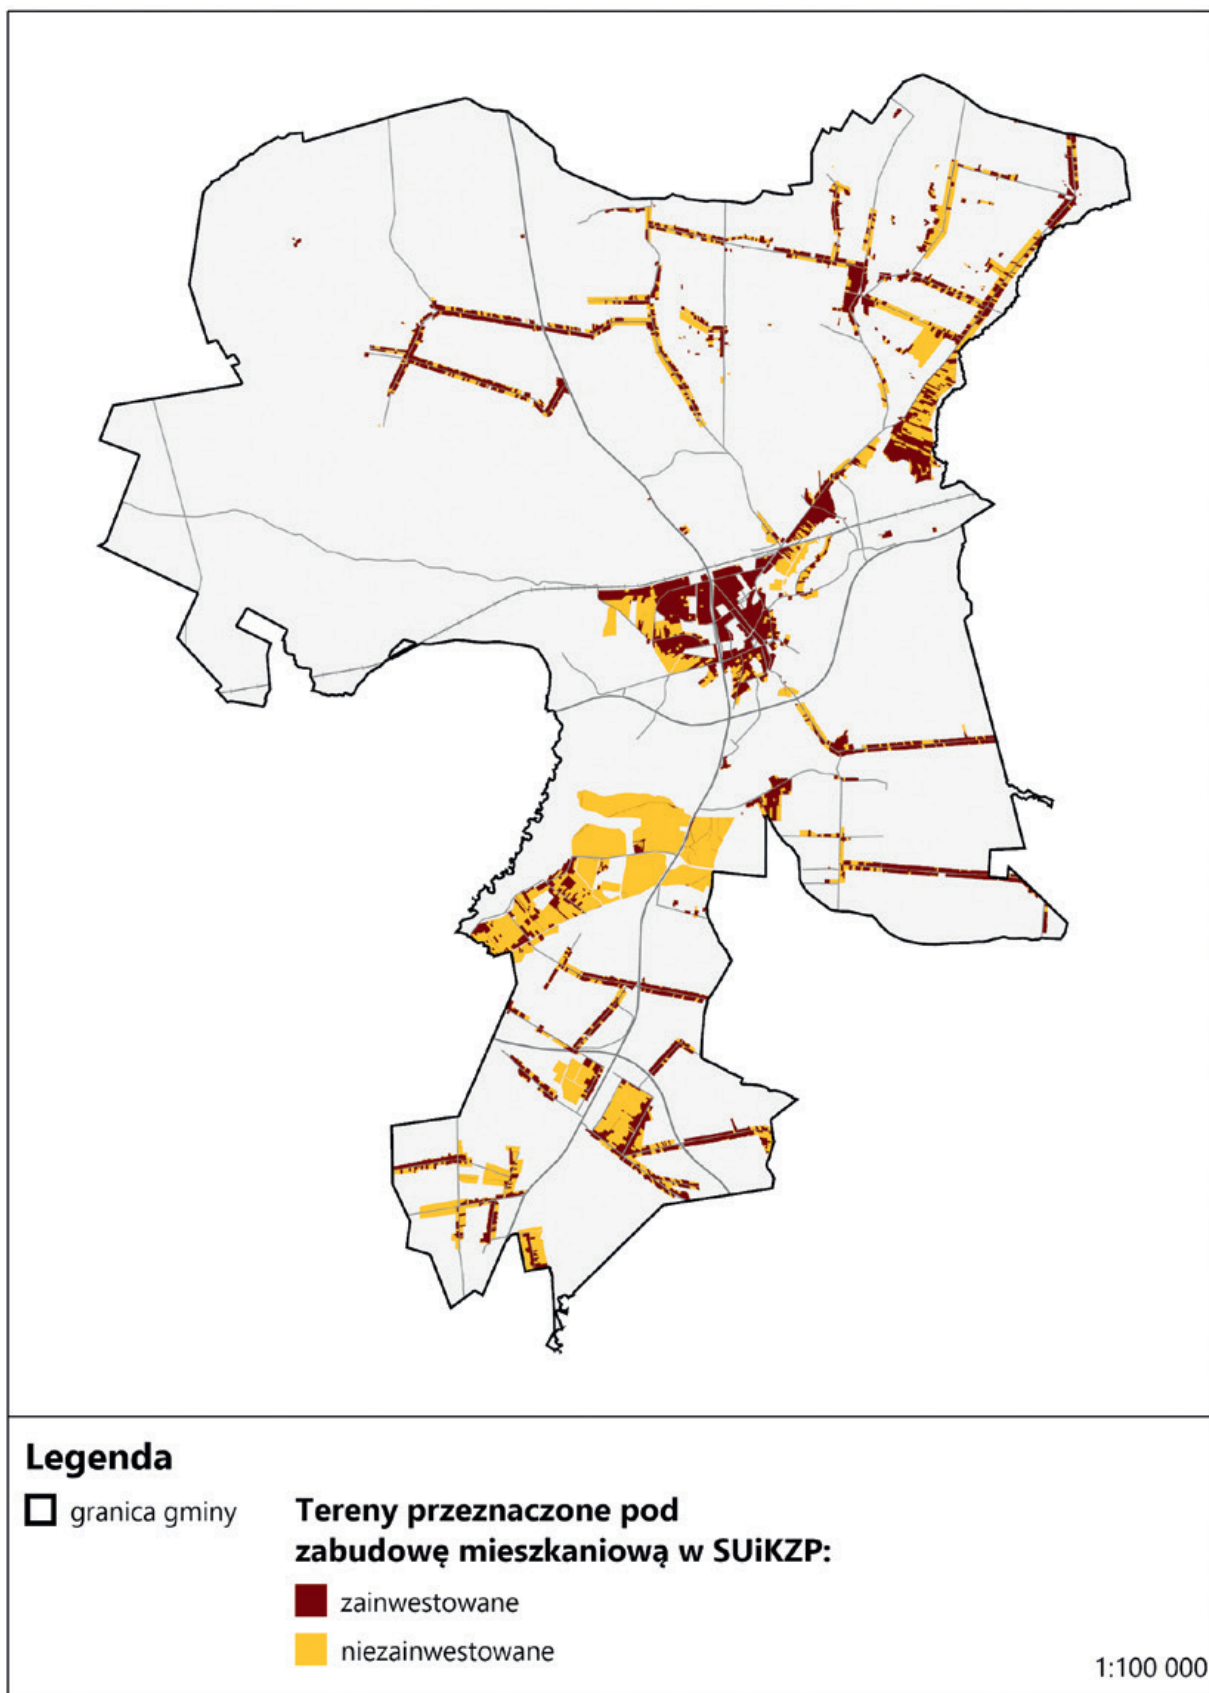 Legenda
granica gminy
Tereny przeznaczone pod
zabudowę mieszkaniową w SUiKZP:
zainwestowane
niezainwestowane
1:100 000